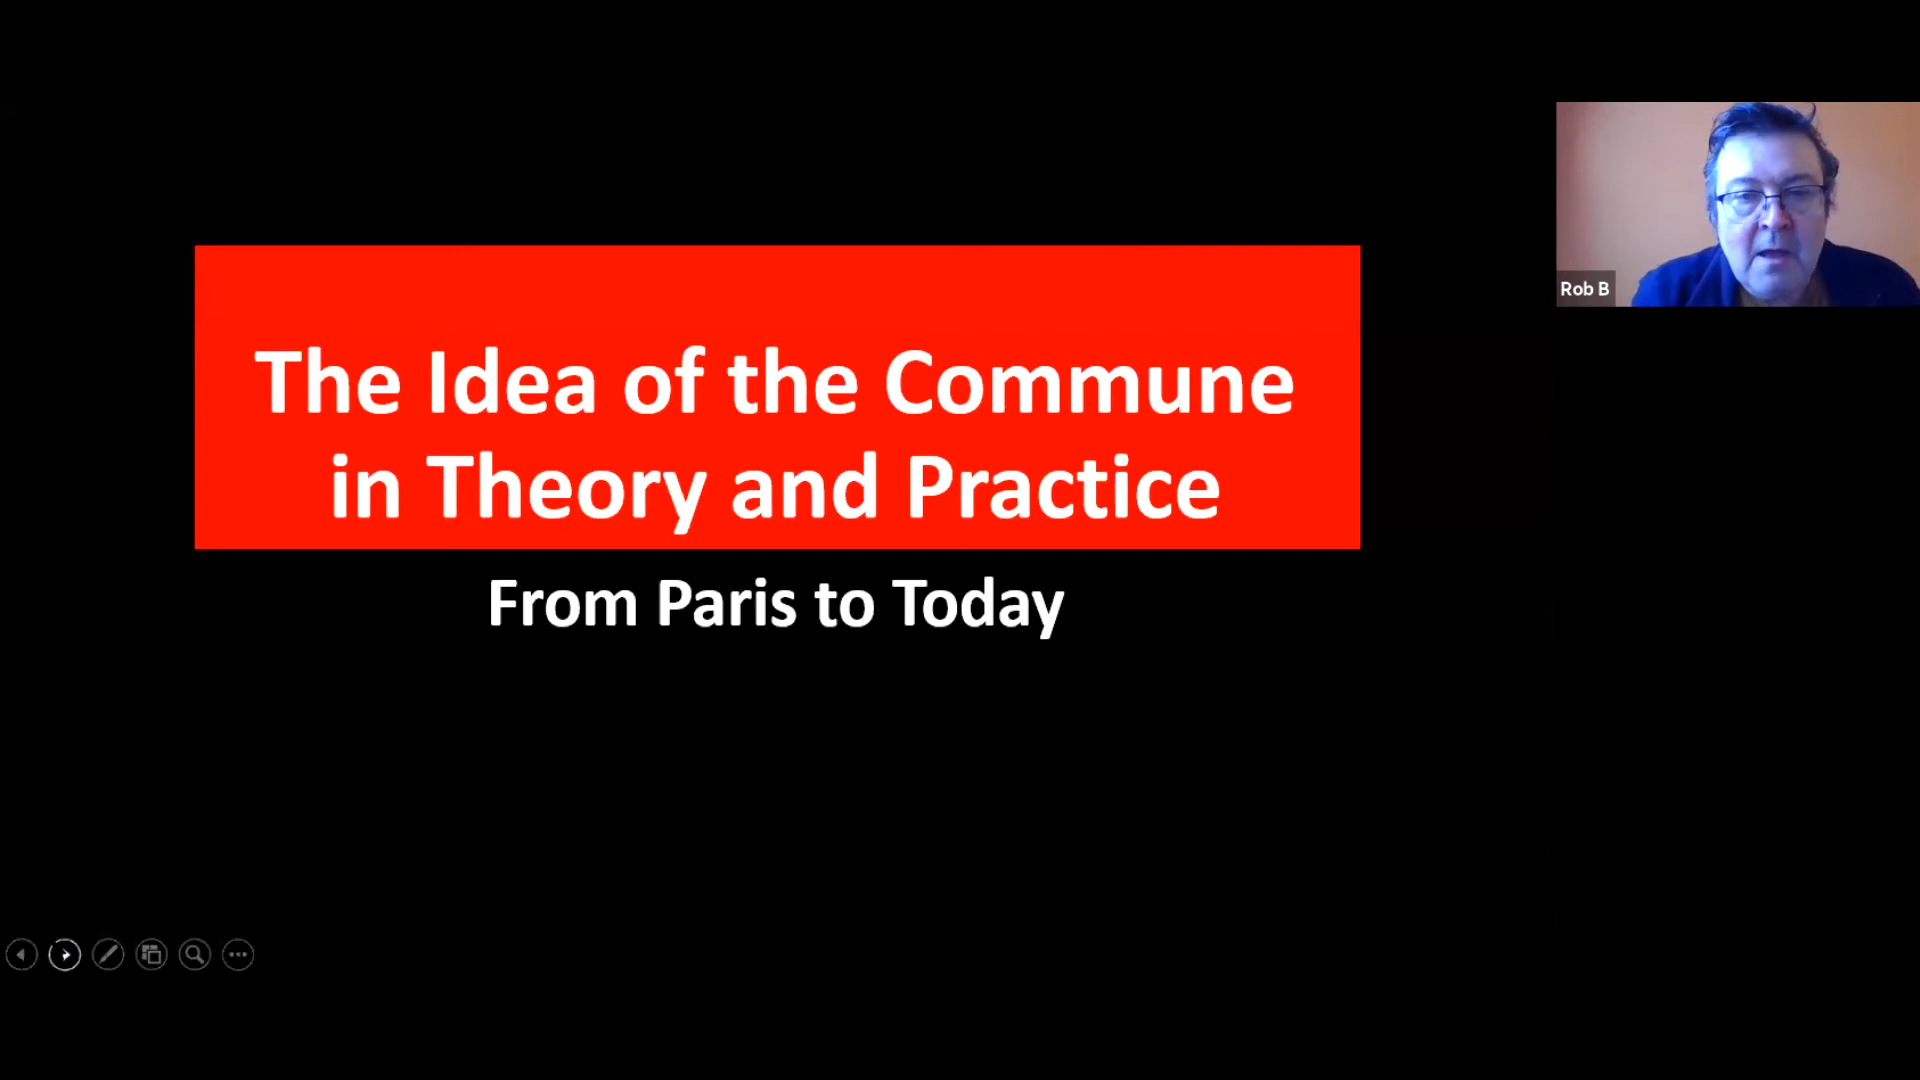 The Idea of the Commune
in Theory and Practice
From Paris to Today
Rob B